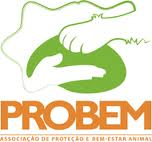 PROBEM
ASSOCIAÇÃO DE PROTEÇÃO E BEM-ESTAR ANIMAL